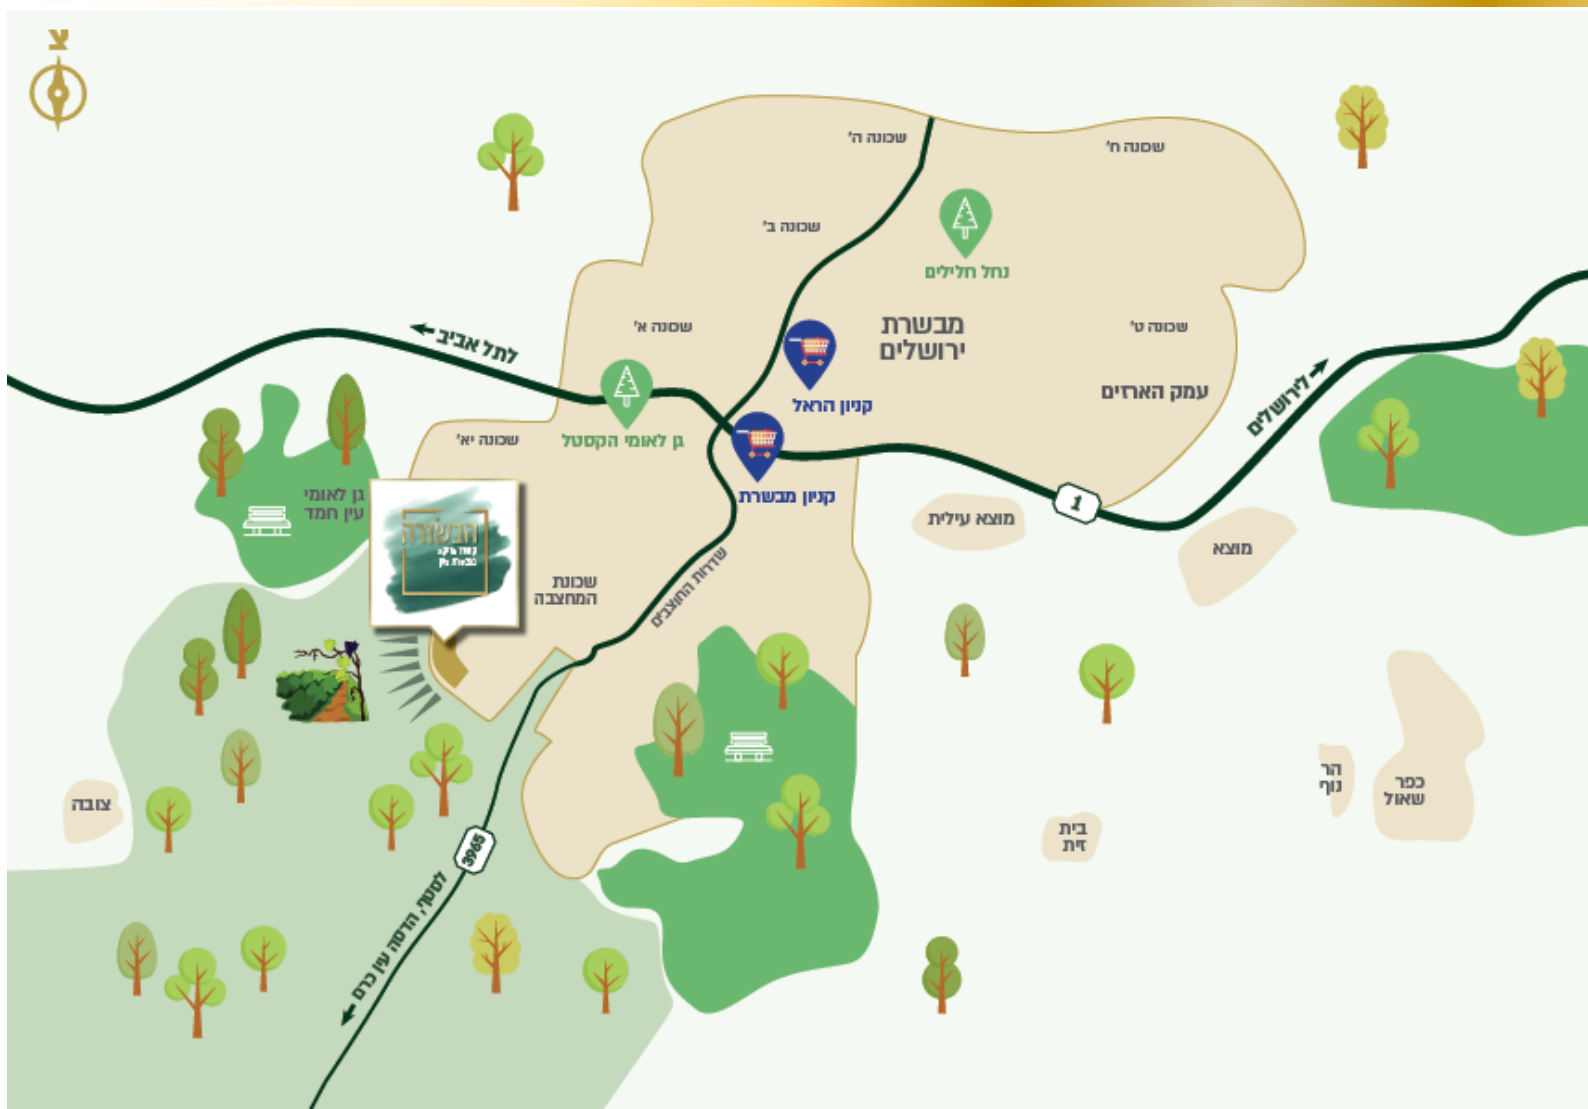 צ
שכונה ה'
שכונה ח'
שכונה ב'
נחל חלילים
שכונה א'
מבשרת
ירושלים
שכונה ט'
לתל אביב
עמק הארזים
לירושלים
קניון הראל
גן לאומי הקסטל
שכונה יא'
קניון מבשרת
גן לאומי
עין חמד
1
מוצא עילית
מוצא
הבשורה
שכונת
המחצבה
שדרות החוצבים
צובה
הר
נוף
כפר
שאול
בית
זית
3965
לסטף, הדסה עין כרם